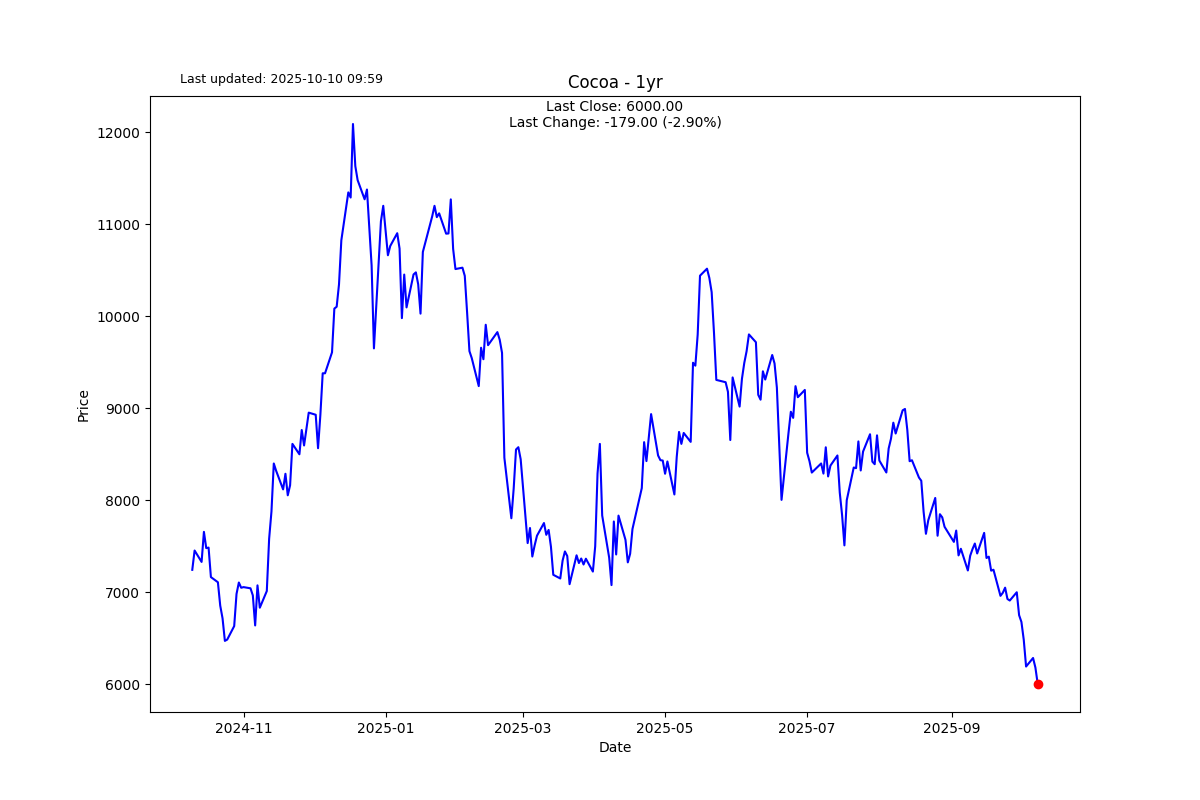 Last updated: 2025-10-10 09:59
Cocoa - 1yr
Last Close: 6000.00
Last Change: -179.00 (-2.90%)
12000
11000
10000
9000
8000
7000
6000
Price
2024-11
2025-01
2025-03
2025-05
2025-07
2025-09
Date